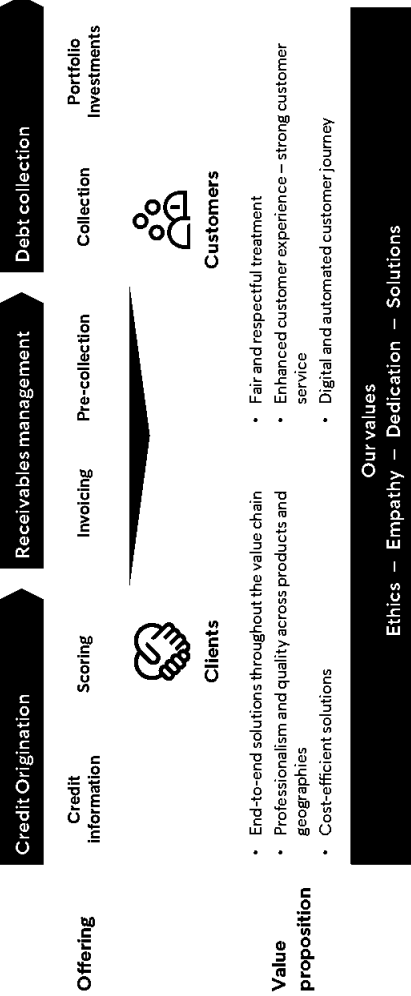 Credit Origination
Receivables management
Debt collection
Offering
Credit
information
Scoring
Invoicing
Pre-collection
Collection
Portfolio
Investments
Clients
Customers
Value
proposition
• End-to-end solutions throughout the value chain
• Professionalism and quality across products and
geographies
• Cost-efficient solutions
• Fair and respectful treatment
• Enhanced customer experience – strong customer
service
• Digital and automated customer journey
Our values
Ethics – Empathy – Dedication – Solutions